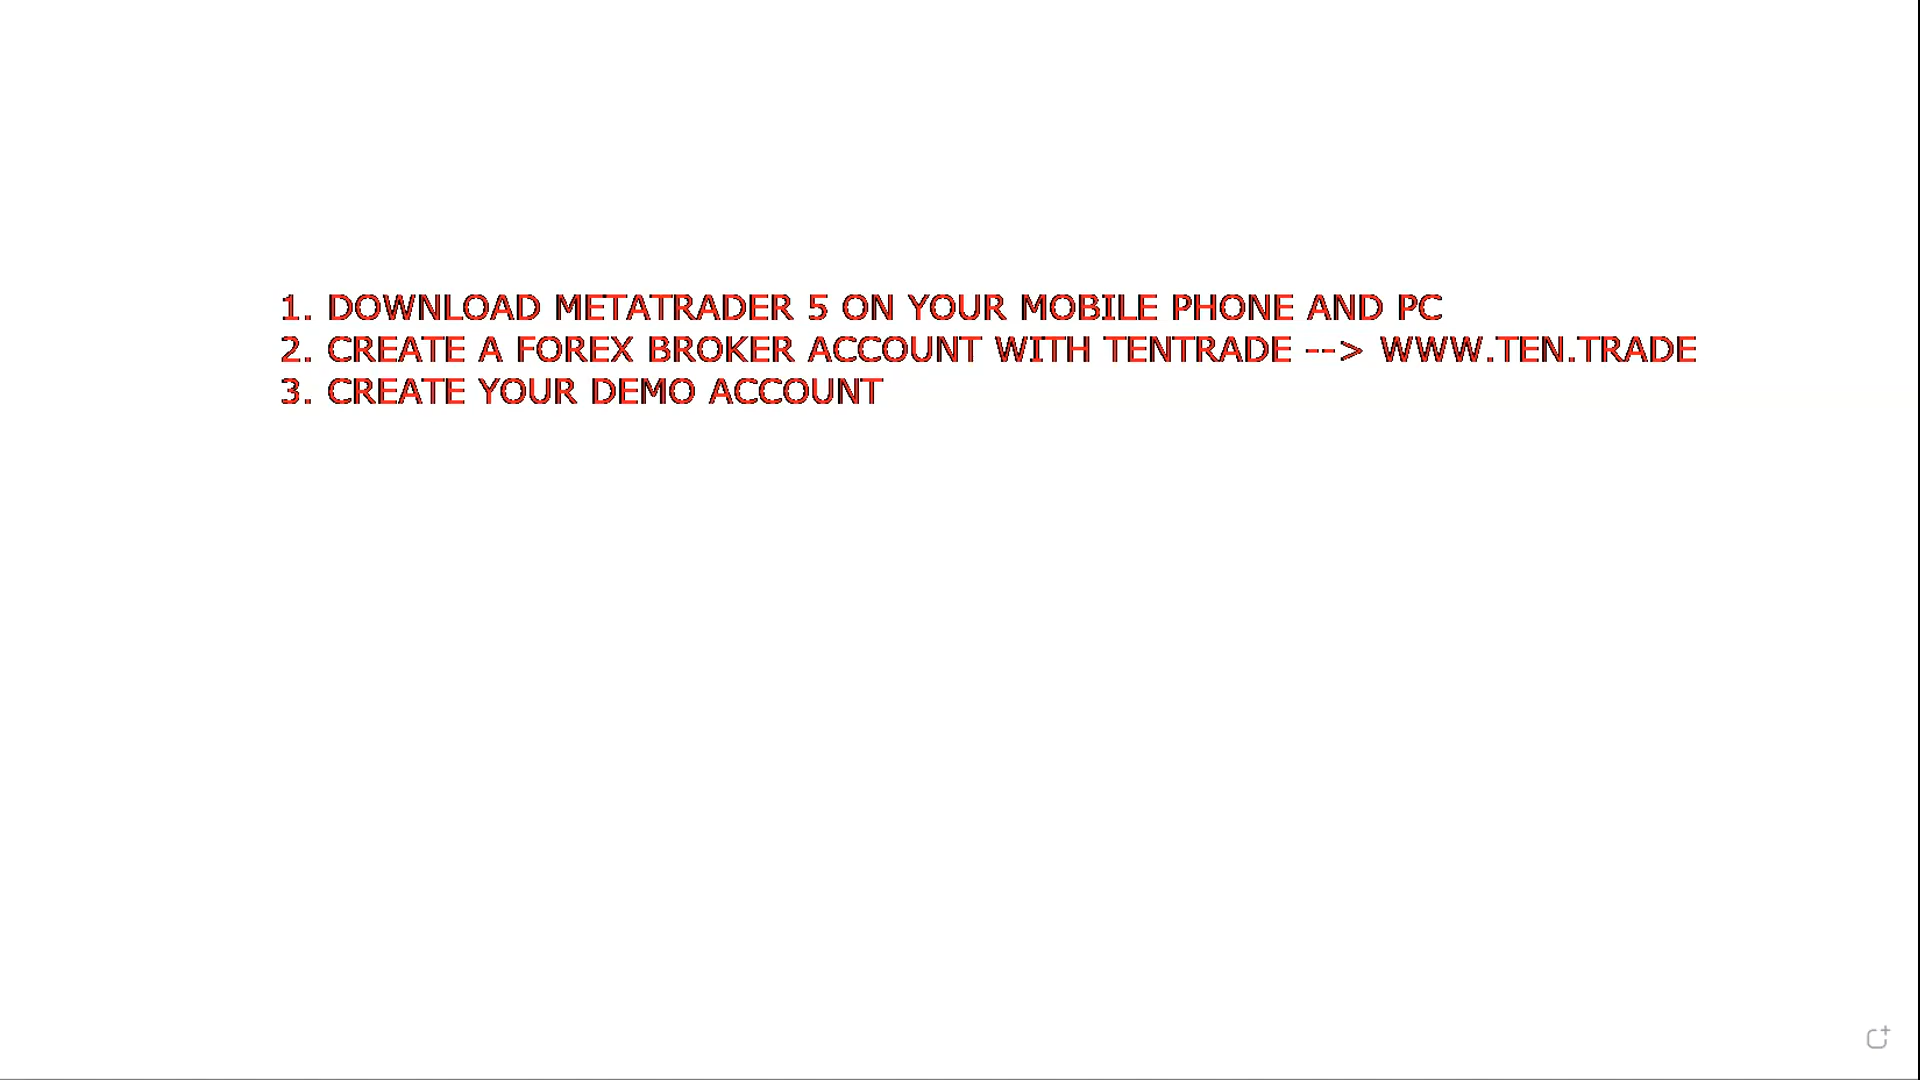 1. DOWNLOAD METATRADER 5 ON YOUR MOBILE PHONE AND PC
2. CREATE A FOREX BROKER ACCOUNT WITH TENTRADE --> WWW.TEN.TRADE
3. CREATE YOUR DEMO ACCOUNT